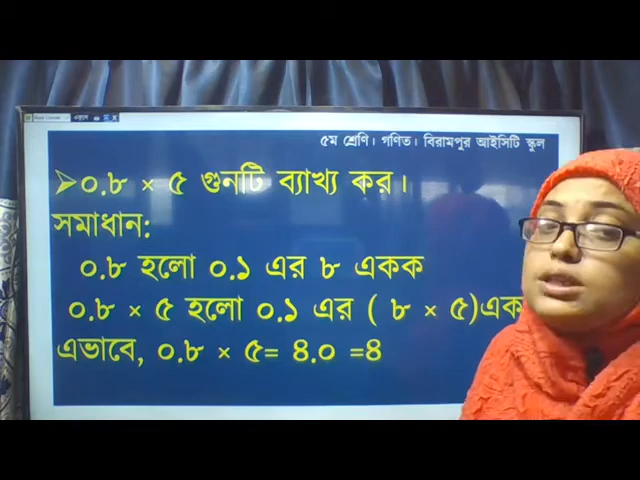 ৫ম শ্রেণি। গণিত। বিরামপুর আইসিটি স্কুল
➢০.৮ × ৫ গুনটি ব্যাখ্য কর।
সমাধান:
০.৮ হলো ০.১ এর ৮ একক
০.৮ × ৫ হলো ০.১ এর ( ৮ × ৫)এক
এভাবে, ০.৮ × ৫= ৪.০ =৪